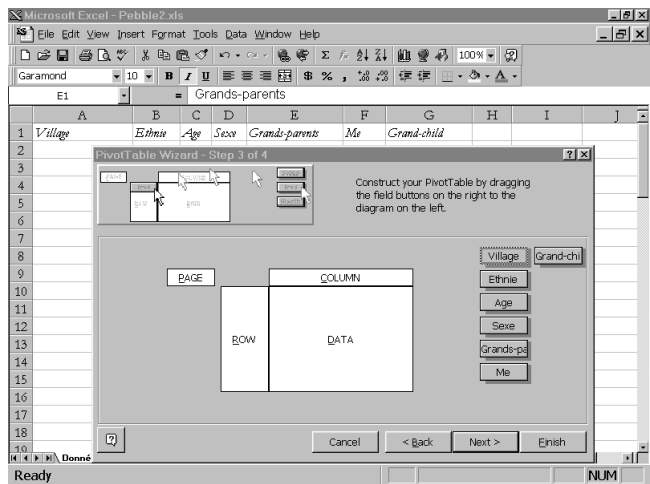 Microsoft Excel - Pebble2.xls
File Edit View Insert Format Tools Data Window Help
100%
Garamond 10 B I U $ % ,
E1 = Grands-parents
A B C D E F G H I J
1 Village Ethnie Age Sexe Grands-parents Me Grand-child
2
PivotTable Wizard - Step 3 of 4
3
4
5
6
7
8
9
10
11
12
13
14
15
16
17
18
19
Construct your PivotTable by dragging
the field buttons on the right to the
diagram on the left.
PAGE
COLUMN
ROW
DATA
Village Grand-chi
Ethnie
Age
Sexe
Grands-pa
Me
Cancel < Back Next > Finish
Donné
Ready NUM